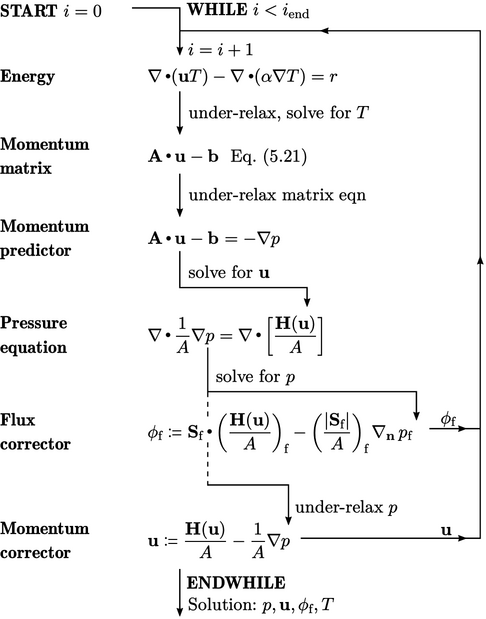 START i = 0
WHILE i < i_end
i = i + 1
Energy ∇•(uT) − ∇•(α∇T) = r
under-relax, solve for T
Momentum matrix A•u − b Eq. (5.21)
under-relax matrix eqn
Momentum predictor A•u − b = −∇p
solve for u
Pressure equation ∇•(1/A)∇p = ∇•[H(u)/A]
solve for p
Flux corrector ϕ_f := S_f•(H(u)/A)_f − (|S_f|/A)_f ∇_n p_f ϕ_f
under-relax p
Momentum corrector u := H(u)/A − (1/A)∇p u
ENDWHILE
Solution: p, u, ϕ_f, T